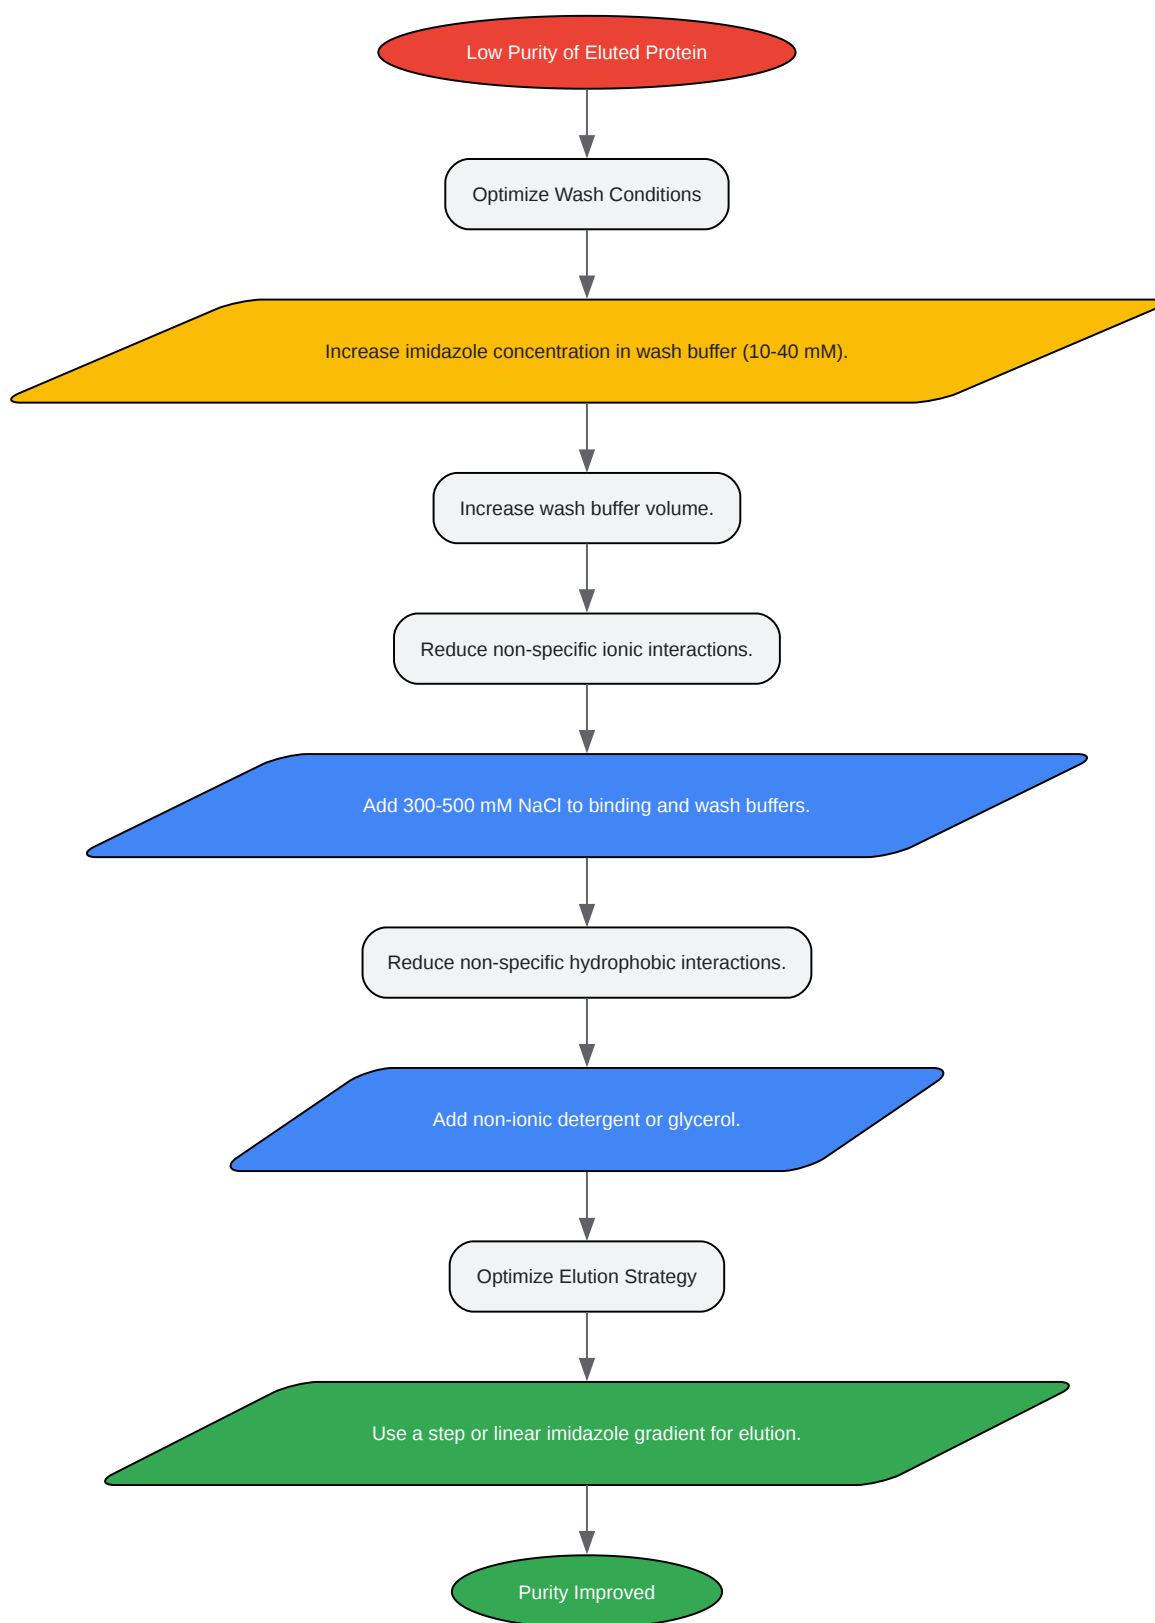 Low Purity of Eluted Protein
Optimize Wash Conditions
Increase imidazole concentration in wash buffer (10-40 mM).
Increase wash buffer volume.
Reduce non-specific ionic interactions.
Add 300-500 mM NaCl to binding and wash buffers.
Reduce non-specific hydrophobic interactions.
Add non-ionic detergent or glycerol.
Optimize Elution Strategy
Use a step or linear imidazole gradient for elution.
Purity Improved